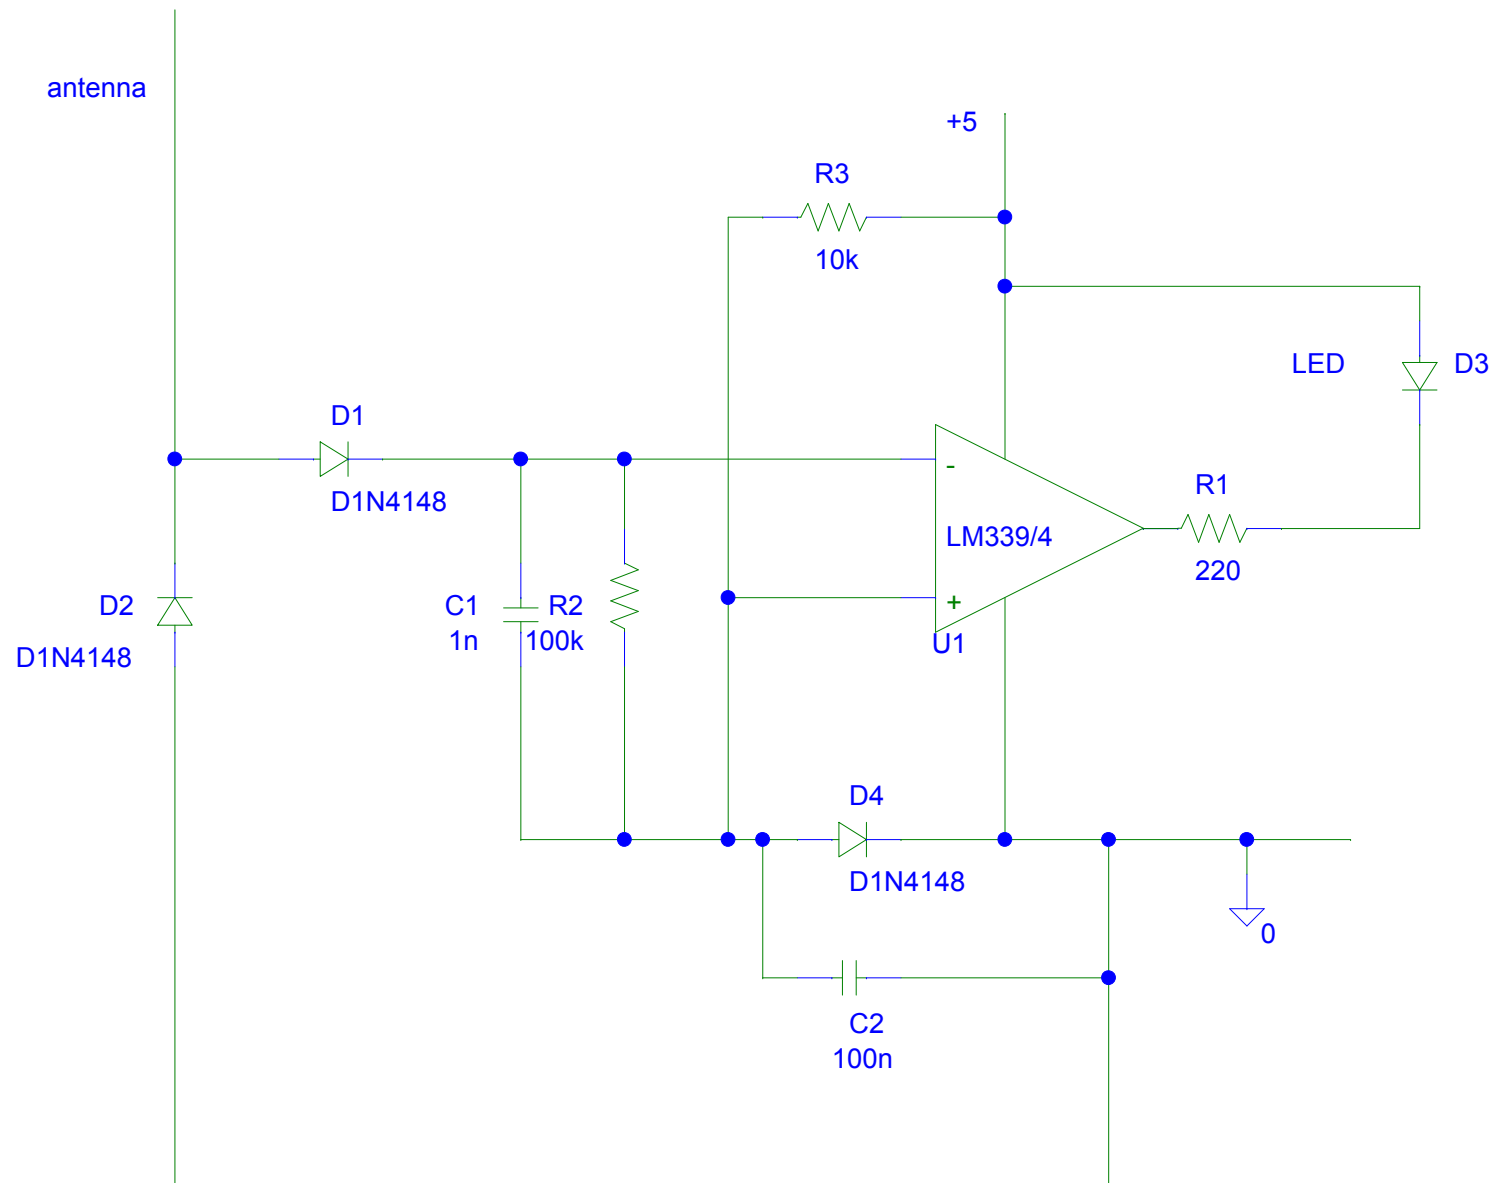 antenna
+5
R3
10k
LED
D3
D1
D1N4148
-
R1
LM339/4
220
D2
C1
R2
+
1n
100k
U1
D1N4148
D4
D1N4148
0
C2
100n